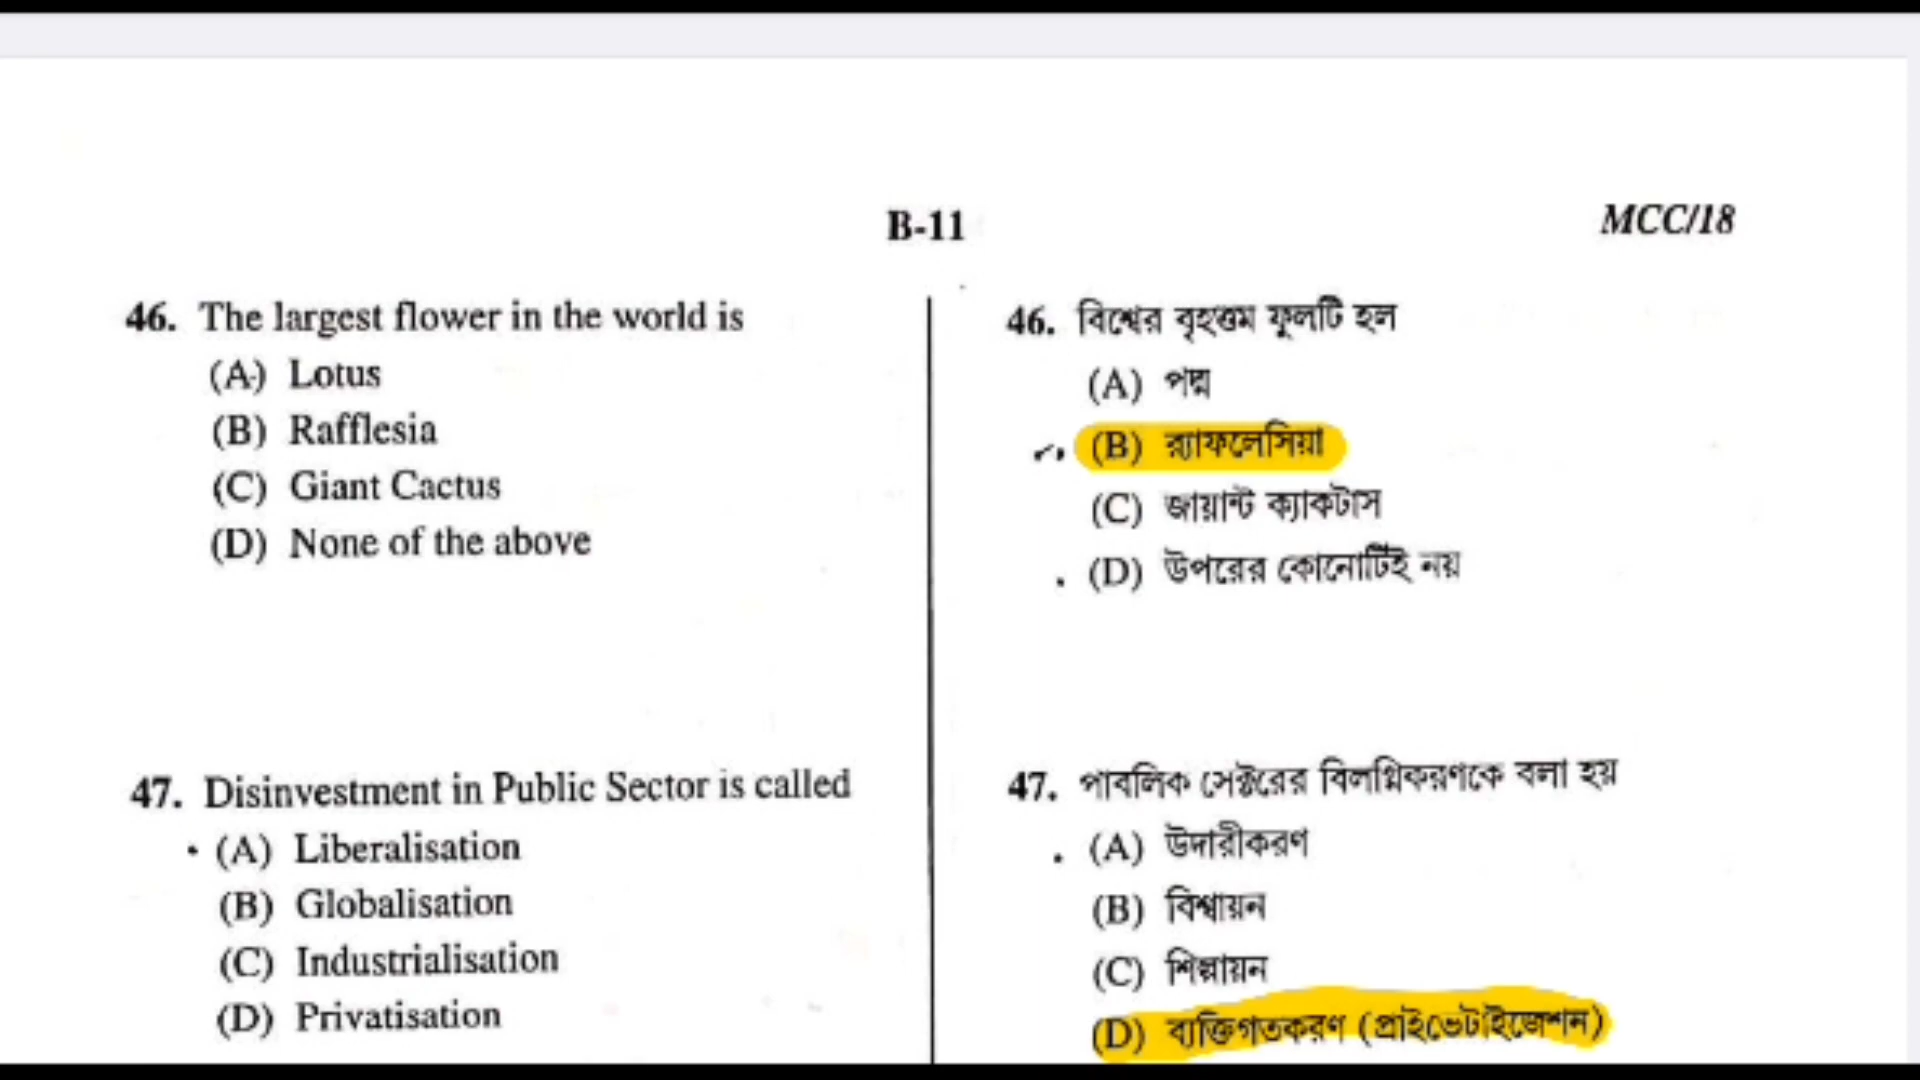 B-11
MCC/18
46. The largest flower in the world is
(A) Lotus
(B) Rafflesia
(C) Giant Cactus
(D) None of the above
47. Disinvestment in Public Sector is called
(A) Liberalisation
(B) Globalisation
(C) Industrialisation
(D) Privatisation
46. বিশ্বের বৃহত্তম ফুলটি হল
(A) পদ্ম
(B) র‍্যাফলেসিয়া
(C) জায়ান্ট ক্যাকটাস
(D) উপরের কোনোটিই নয়
47. পাবলিক সেক্টরের বিলগ্নিকরণকে বলা হয়
(A) উদারীকরণ
(B) বিশ্বায়ন
(C) শিল্পায়ন
(D) ব্যক্তিগতকরণ (প্রাইভেটাইজেশন)